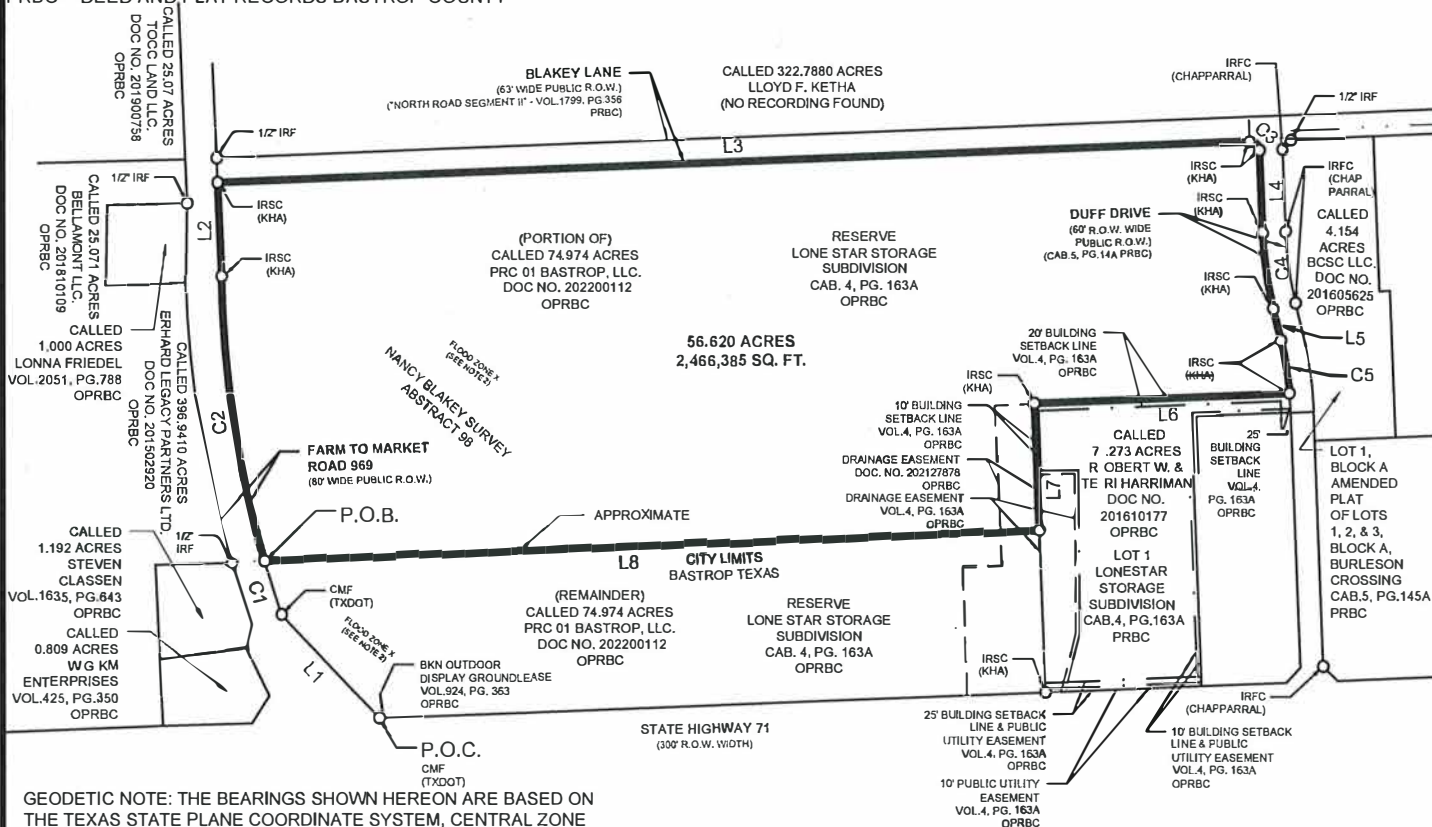 PRBC - DEED AND PLAT RECORDS BASTROP COUNTY
CALLED 25.07 ACRES
TOCC LAND LLC.
DOC NO. 201900758
OPRBC
BLAKEY LANE
(63' WIDE PUBLIC R.O.W.)
("NORTH ROAD SEGMENT II" - VOL.1799, PG.356
PRBC)
CALLED 322.7880 ACRES
LLOYD F. KETHA
(NO RECORDING FOUND)
IRFC
(CHAPPARRAL)
1/2" IRF
1/2" IRF
L3
C3
1/2" IRF
IRSC
(KHA)
IRSC
(KHA)
IRFC
(CHAP
PARRAL)
L4
CALLED 25.071 ACRES
BELLAMONT LLC.
DOC NO. 201810109
OPRBC
L2
IRSC
(KHA)
IRSC
(KHA)
DUFF DRIVE
(60' R.O.W. WIDE
PUBLIC R.O.W.)
(CAB.5, PG.14A PRBC)
CALLED
4.154
ACRES
BCSC LLC.
DOC NO.
201605625
OPRBC
(PORTION OF)
CALLED 74.974 ACRES
PRC 01 BASTROP, LLC.
DOC NO. 202200112
OPRBC
RESERVE
LONE STAR STORAGE
SUBDIVISION
CAB. 4, PG. 163A
OPRBC
C4
IRSC
(KHA)
CALLED
1,000 ACRES
LONNA FRIEDEL
VOL.2051, PG.788
OPRBC
CALLED 396.9410 ACRES
ERHARD LEGACY PARTNERS LTD.
DOC NO. 201502920
OPRBC
FLOOD ZONE X
(SEE NOTE 2)
NANCY BLAKEY SURVEY
ABSTRACT 98
56.620 ACRES
2,466,385 SQ. FT.
20' BUILDING
SETBACK LINE
VOL.4, PG. 163A
OPRBC
L5
IRSC
(KHA)
C5
IRSC
(KHA)
C2
L6
10' BUILDING
SETBACK LINE
VOL.4, PG. 163A
OPRBC
DRAINAGE EASEMENT
DOC. NO. 202127878
OPRBC
DRAINAGE EASEMENT
VOL.4, PG. 163A
OPRBC
L7
CALLED
7 .273 ACRES
R OBERT W. &
TE RI HARRIMAN
DOC NO.
201610177
OPRBC
25'
BUILDING
SETBACK
LINE
VOL.4,
PG. 163A
OPRBC
LOT 1,
BLOCK A
AMENDED
PLAT
OF LOTS
1, 2, & 3,
BLOCK A,
BURLESON
CROSSING
CAB.5, PG.145A
PRBC
FARM TO MARKET
ROAD 969
(80' WIDE PUBLIC R.O.W.)
P.O.B.
APPROXIMATE
L8
CITY LIMITS
BASTROP TEXAS
1/2"
IRF
CALLED
1.192 ACRES
STEVEN
CLASSEN
VOL.1635, PG.643
OPRBC
C1
CMF
(TXDOT)
LOT 1
LONESTAR
STORAGE
SUBDIVISION
CAB.4, PG.163A
PRBC
(REMAINDER)
CALLED 74.974 ACRES
PRC 01 BASTROP, LLC.
DOC NO. 202200112
OPRBC
RESERVE
LONE STAR STORAGE
SUBDIVISION
CAB. 4, PG. 163A
OPRBC
FLOOD ZONE X
(SEE NOTE 2)
CALLED
0.809 ACRES
W G KM
ENTERPRISES
VOL.425, PG.350
OPRBC
L1
BKN OUTDOOR
DISPLAY GROUNDLEASE
VOL.924, PG. 363
OPRBC
IRSC
(KHA)
IRFC
(CHAPPARRAL)
STATE HIGHWAY 71
(300' R.O.W. WIDTH)
P.O.C.
CMF
(TXDOT)
25' BUILDING SETBACK
LINE & PUBLIC
UTILITY EASEMENT
VOL.4, PG. 163A
OPRBC
10' BUILDING SETBACK
LINE & PUBLIC
UTILITY EASEMENT
VOL.4, PG. 163A
OPRBC
10' PUBLIC UTILITY
EASEMENT
VOL.4, PG. 163A
OPRBC
GEODETIC NOTE: THE BEARINGS SHOWN HEREON ARE BASED ON
THE TEXAS STATE PLANE COORDINATE SYSTEM, CENTRAL ZONE